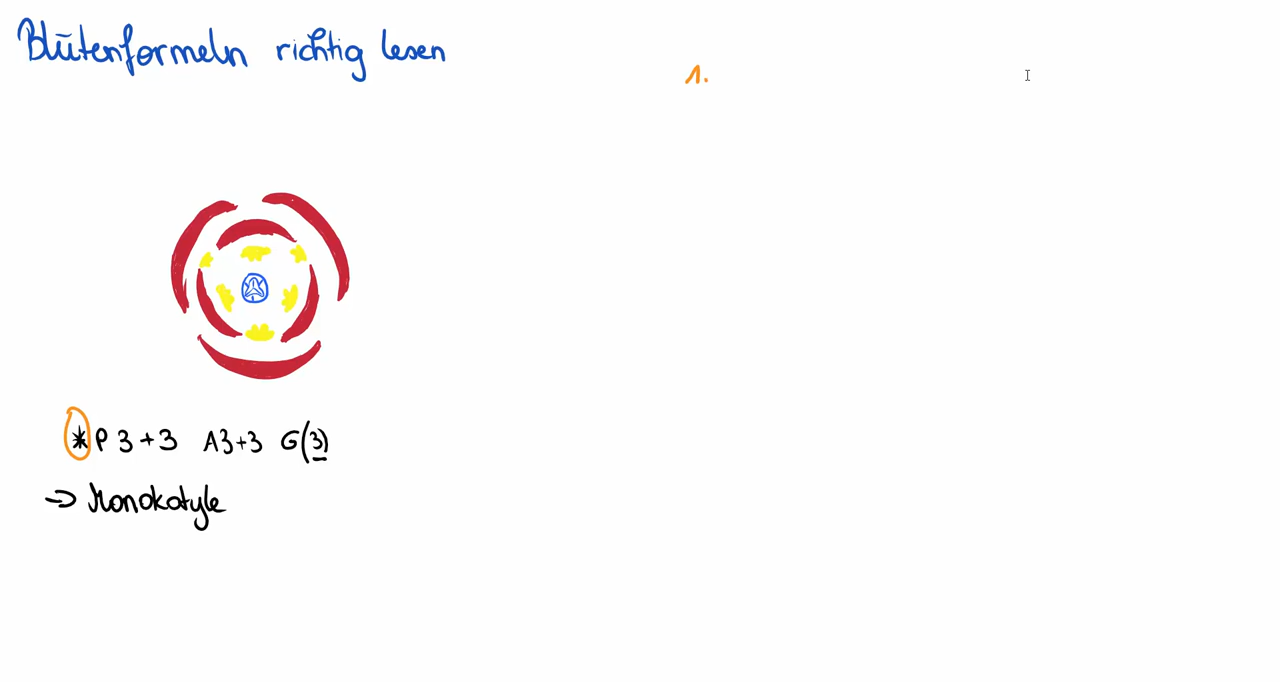 Blütenformeln richtig lesen
1.
* P 3 + 3 A3+3 G(3)
→ Monokotyle